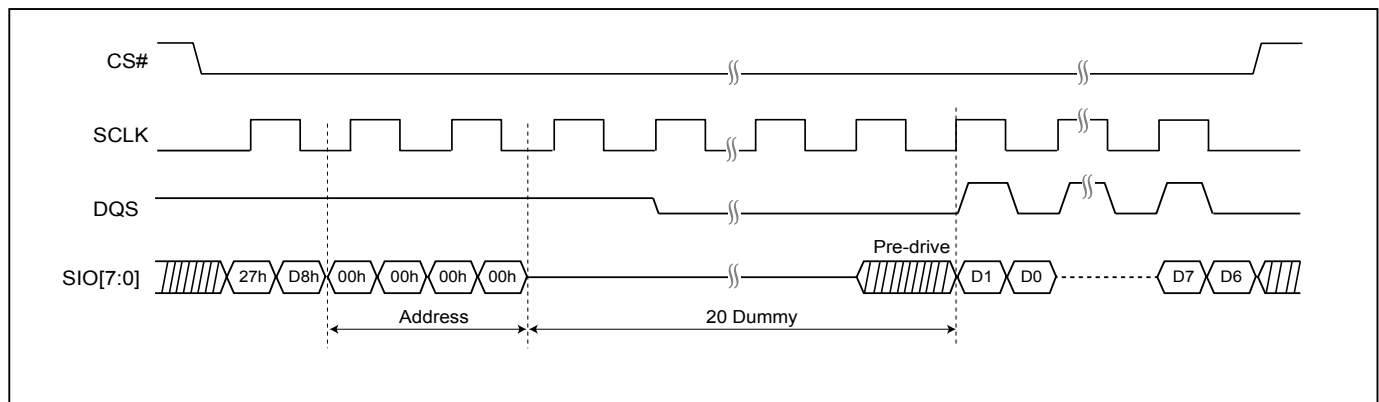 CS#
SCLK
DQS
Pre-drive
SIO[7:0]
27h D8h 00h 00h 00h 00h D1 D0 D7 D6
Address 20 Dummy